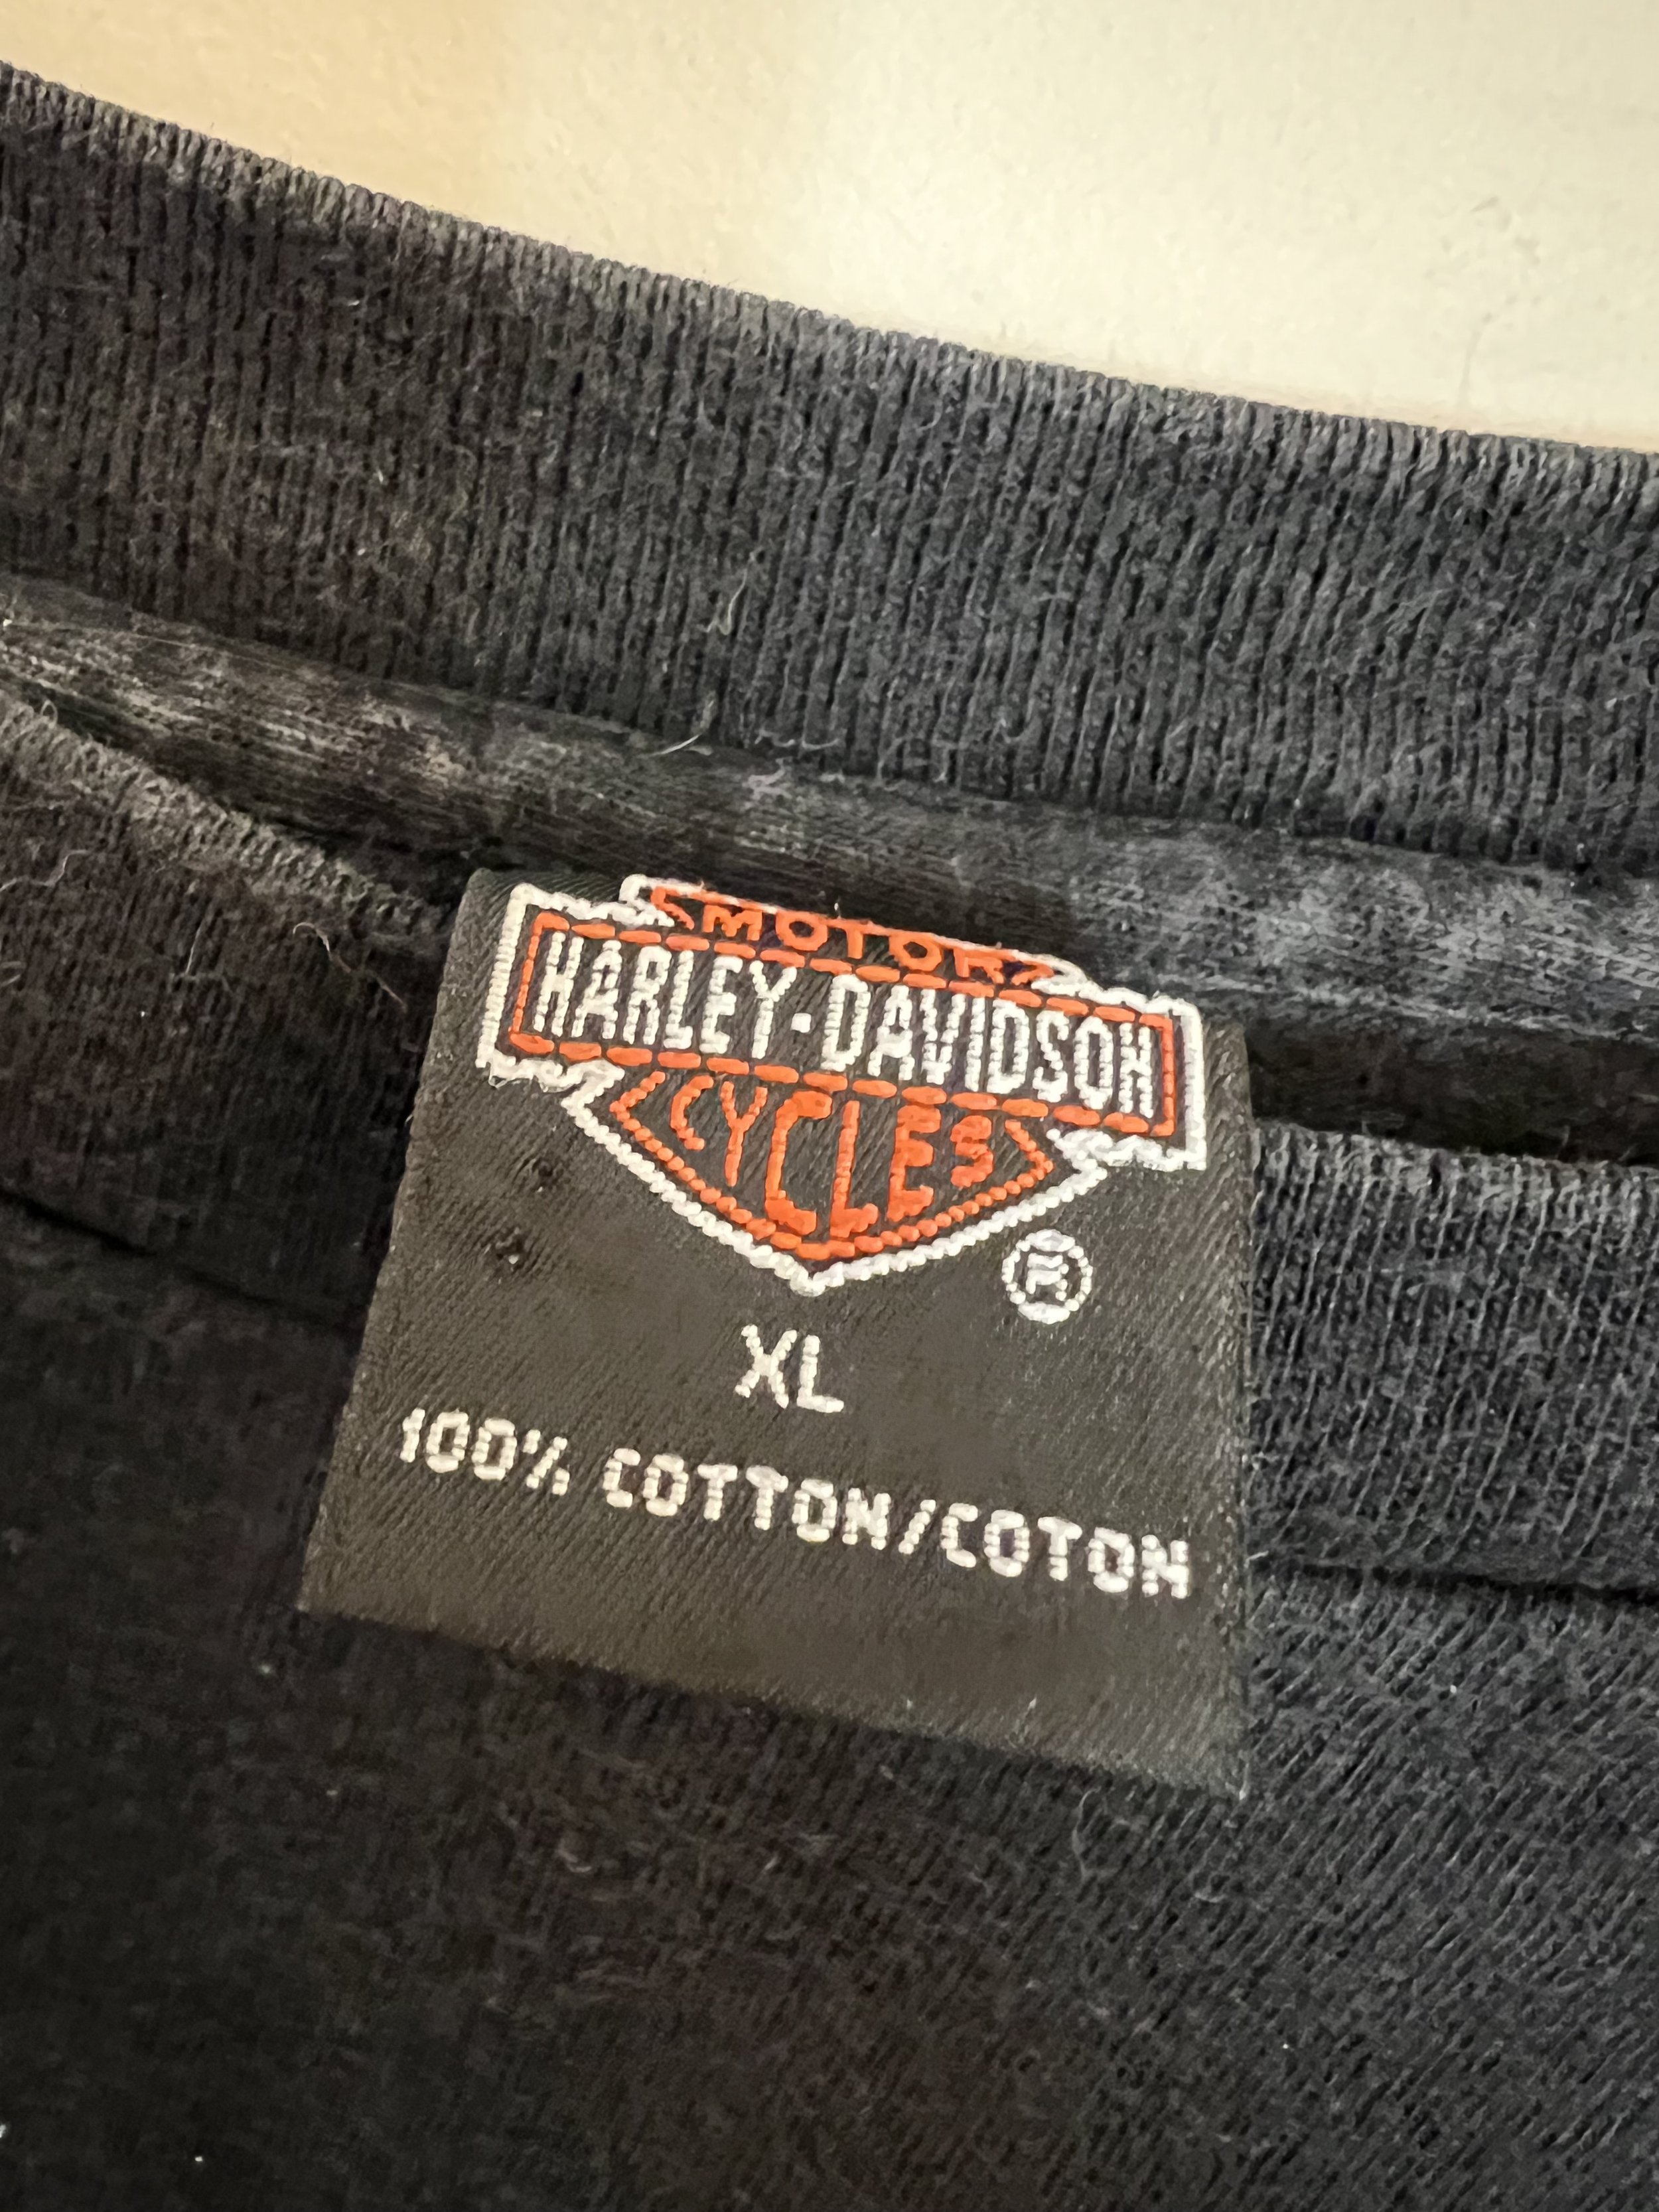 MOTOR
HARLEY-DAVIDSON
CYCLES
®
XL
100% COTTON/COTON